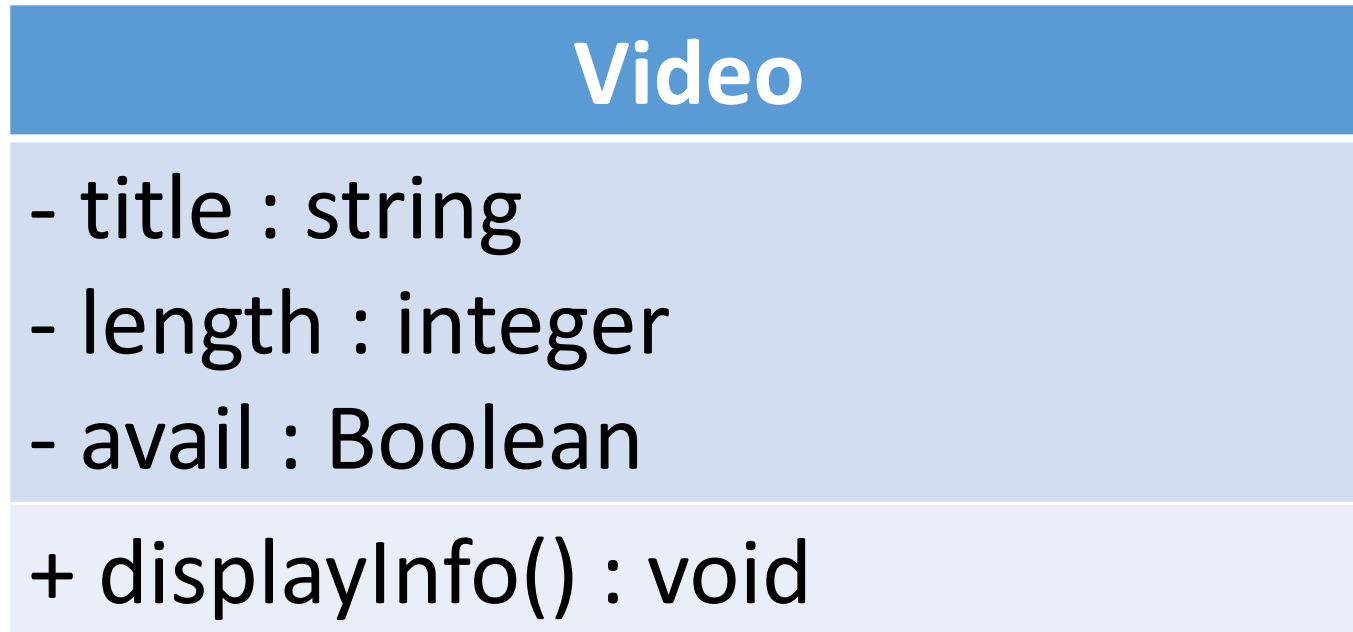 Video
- title : string
- length : integer
- avail : Boolean
+ displayInfo() : void